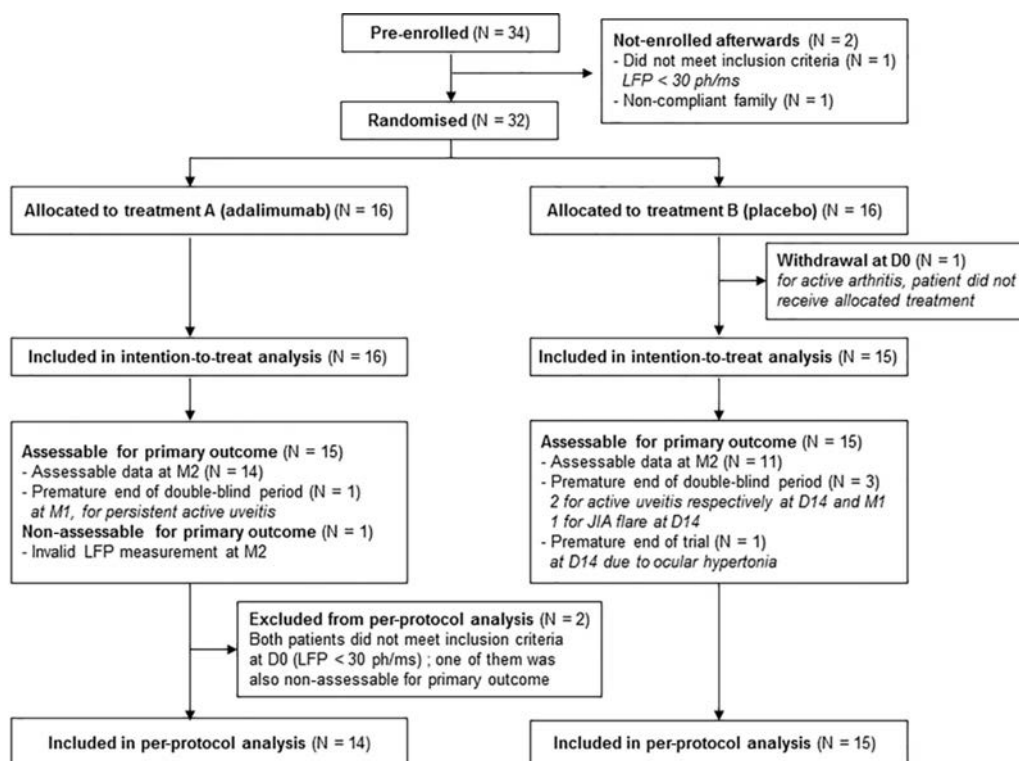 Pre-enrolled (N = 34)
Not-enrolled afterwards (N = 2)
- Did not meet inclusion criteria (N = 1)
LFP < 30 ph/ms)
- Non-compliant family (N = 1)
Randomised (N = 32)
Allocated to treatment A (adalimumab) (N = 16)
Allocated to treatment B (placebo) (N = 16)
Withdrawal at D0 (N = 1)
for active arthritis, patient did not
receive allocated treatment
Included in intention-to-treat analysis (N = 16)
Included in intention-to-treat analysis (N = 15)
Assessable for primary outcome (N = 15)
- Assessable data at M2 (N = 14)
- Premature end of double-blind period (N = 1)
at M1, for persistent active uveitis
Non-assessable for primary outcome (N = 1)
- Invalid LFP measurement at M2
Assessable for primary outcome (N = 15)
- Assessable data at M2 (N = 11)
- Premature end of double-blind period (N = 3)
2 for active uveitis respectively at D14 and M1
1 for JIA flare at D14
- Premature end of trial (N = 1)
at D14 due to ocular hypertonia
Excluded from per-protocol analysis (N = 2)
Both patients did not meet inclusion criteria
at D0 (LFP < 30 ph/ms) ; one of them was
also non-assessable for primary outcome
Included in per-protocol analysis (N = 14)
Included in per-protocol analysis (N = 15)